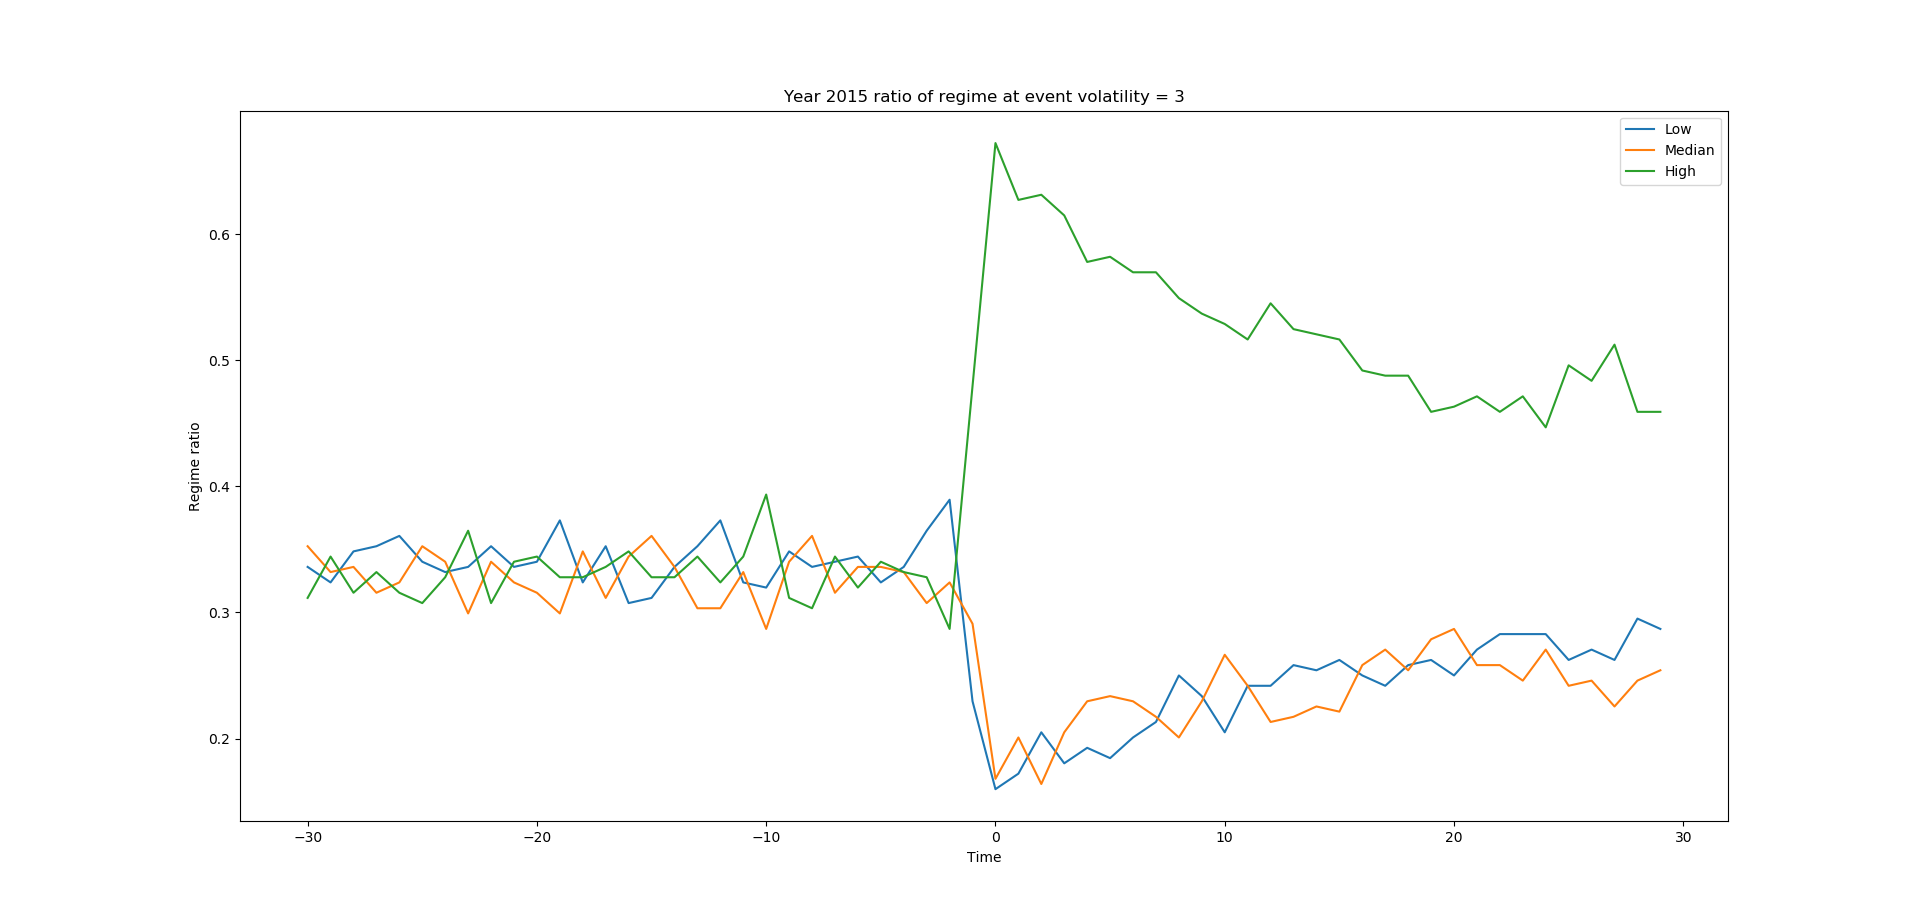 Year 2015 ratio of regime at event volatility = 3
Low
Median
High
Regime ratio
0.6
0.5
0.4
0.3
0.2
−30
−20
−10
0
10
20
30
Time